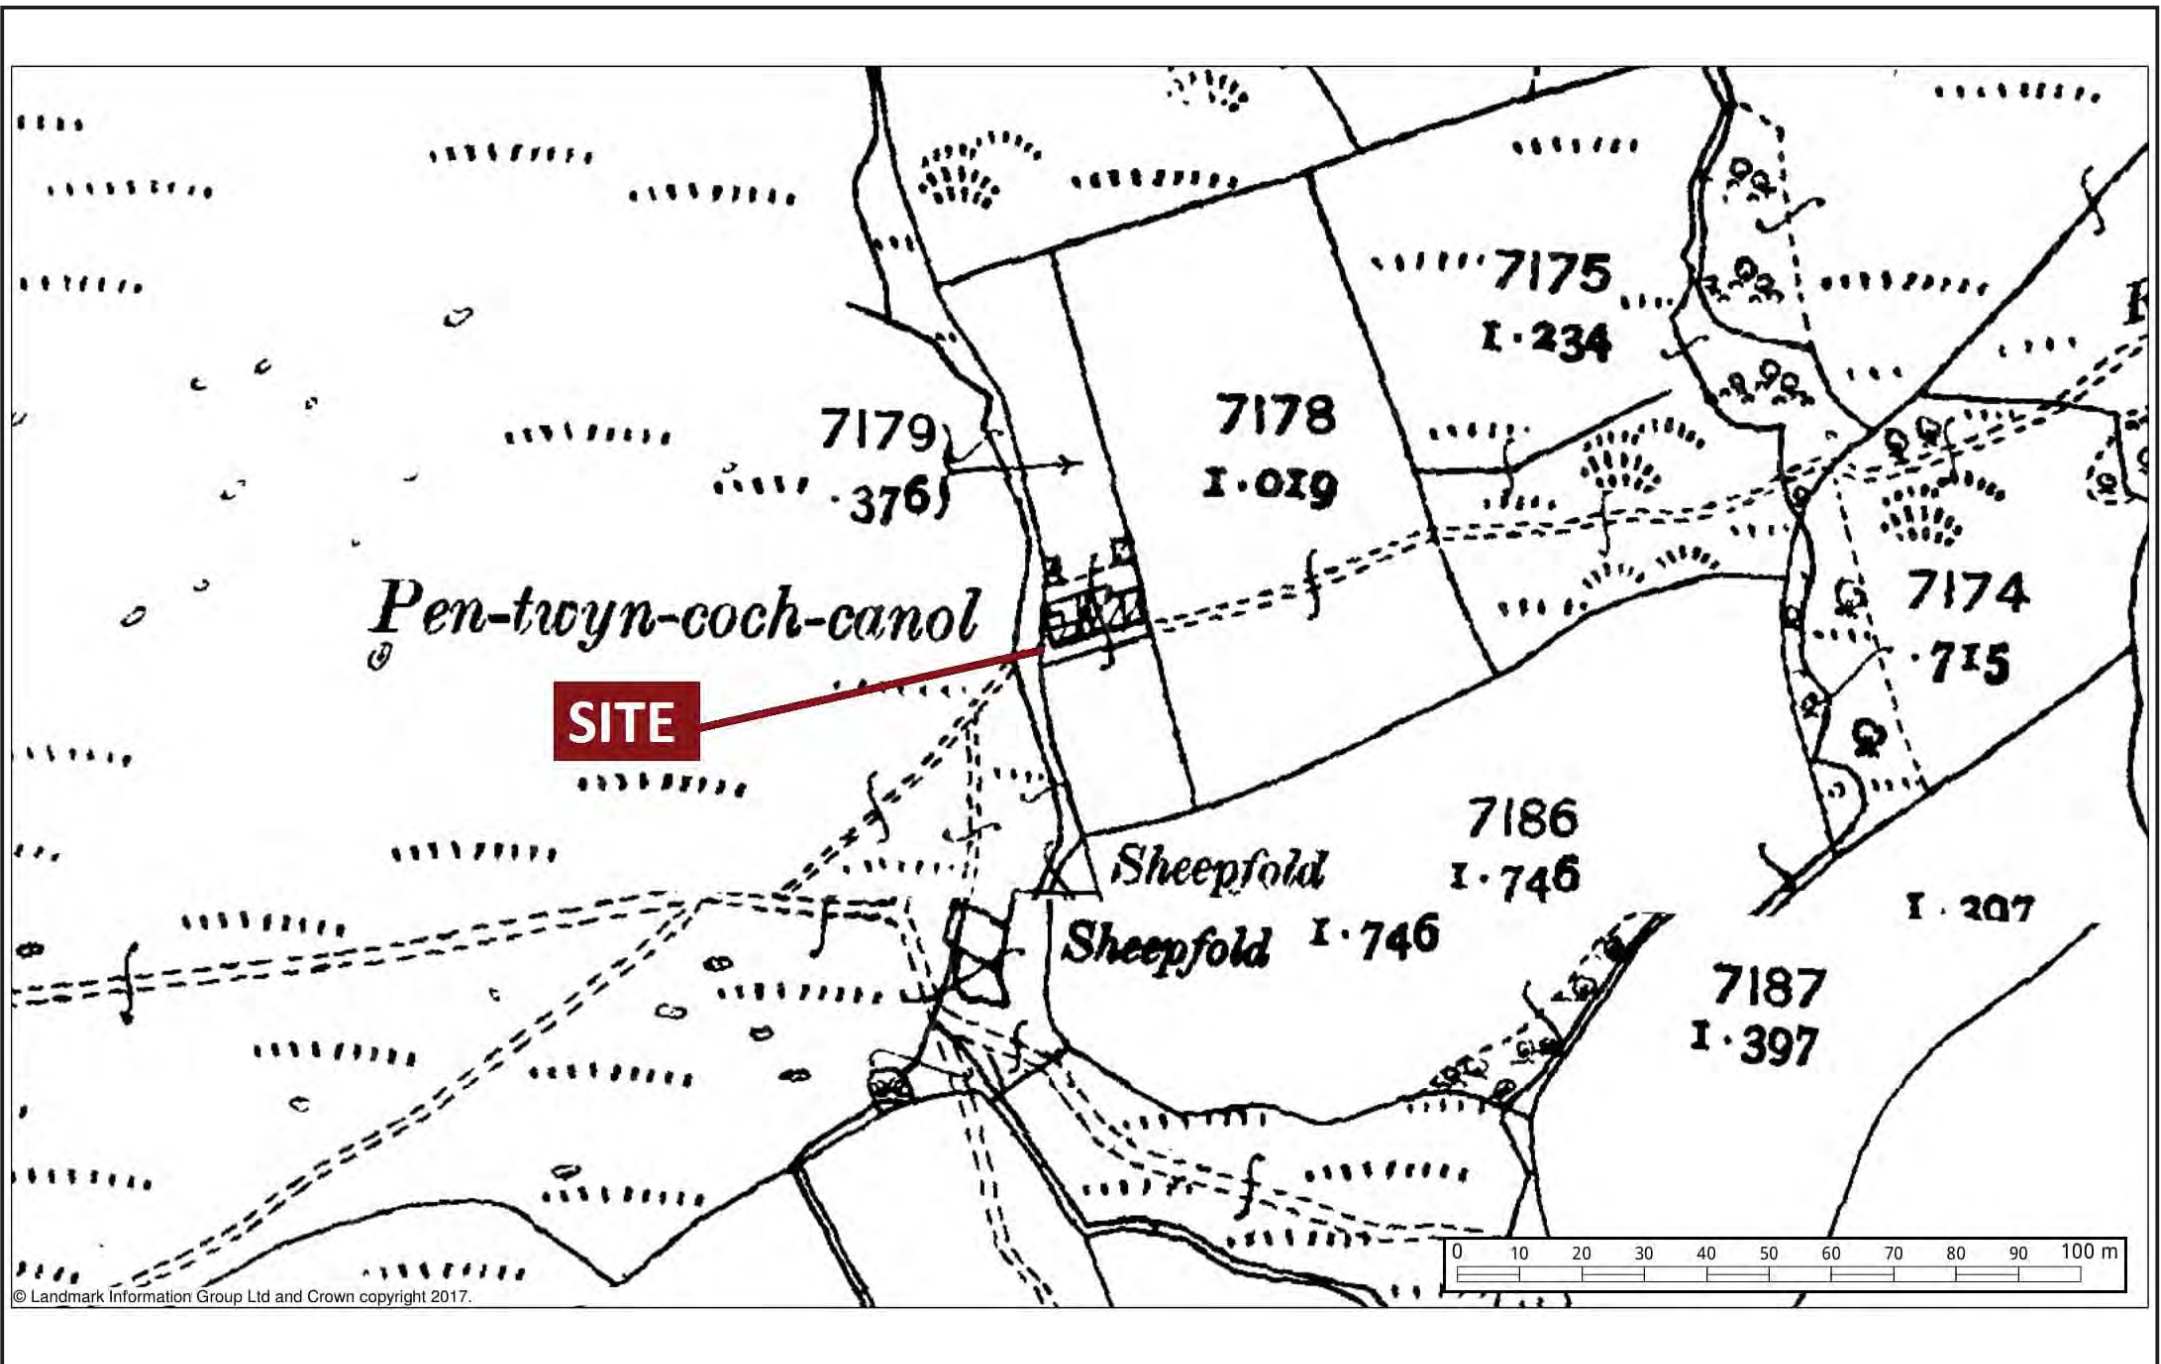 7175
I·234
7179
·376
7178
I·019
Pen-twyn-coch-canol
7174
·715
SITE
7186
I·746
Sheepfold
Sheepfold I·746
7187
I·397
0 10 20 30 40 50 60 70 80 90 100 m
© Landmark Information Group Ltd and Crown copyright 2017.